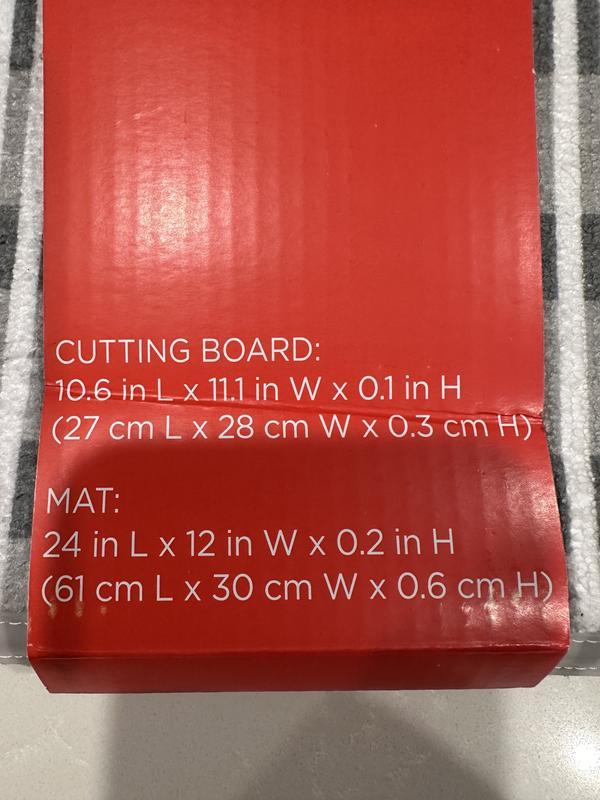 CUTTING BOARD:
10.6 in L x 11.1 in W x 0.1 in H
(27 cm L x 28 cm W x 0.3 cm H)
MAT:
24 in L x 12 in W x 0.2 in H
(61 cm L x 30 cm W x 0.6 cm H)